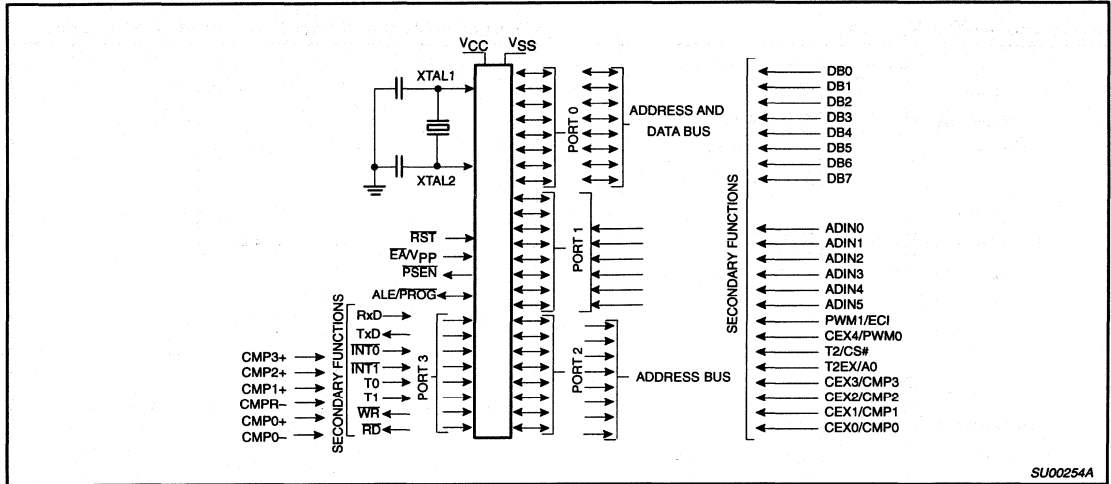 VCC VSS
XTAL1
XTAL2
RST
EA/VPP
PSEN
ALE/PROG
SECONDARY FUNCTIONS
RxD
TxD
INT0
INT1
T0
T1
WR
RD
CMP3+
CMP2+
CMP1+
CMPR–
CMP0+
CMP0–
PORT 3
PORT 0
ADDRESS AND
DATA BUS
PORT 1
PORT 2
ADDRESS BUS
SECONDARY FUNCTIONS
DB0
DB1
DB2
DB3
DB4
DB5
DB6
DB7
ADIN0
ADIN1
ADIN2
ADIN3
ADIN4
ADIN5
PWM1/ECI
CEX4/PWM0
T2/CS#
T2EX/A0
CEX3/CMP3
CEX2/CMP2
CEX1/CMP1
CEX0/CMP0
SU00254A